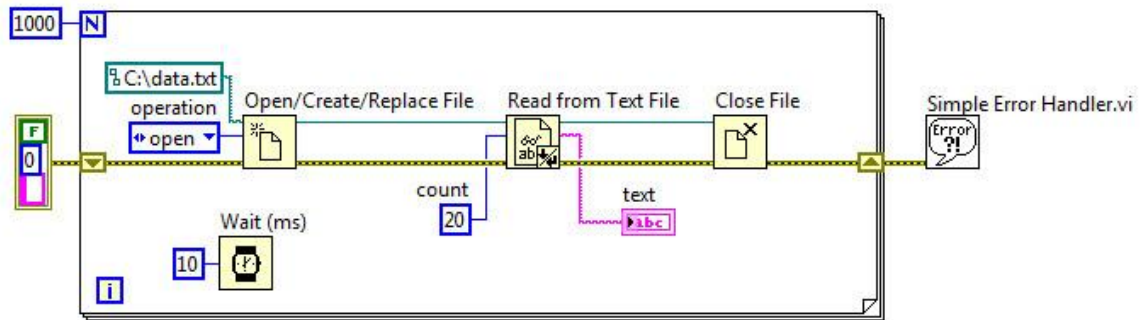 1000
N
C:\data.txt
operation
open
Open/Create/Replace File
Read from Text File
Close File
Simple Error Handler.vi
Error
?!
F
0
ab
count
20
text
abc
Wait (ms)
10
i